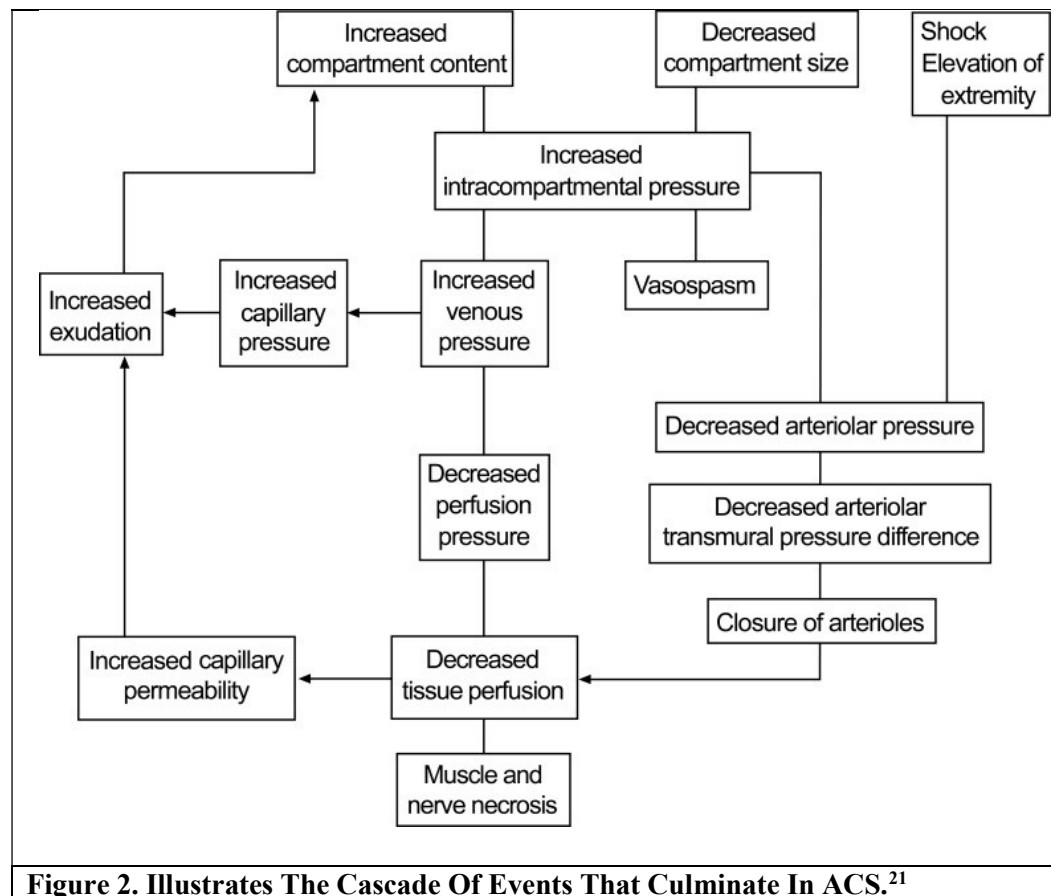 Increased
compartment content
Decreased
compartment size
Shock
Elevation of
extremity
Increased
intracompartmental pressure
Increased
exudation
Increased
capillary
pressure
Increased
venous
pressure
Vasospasm
Decreased arteriolar pressure
Decreased
perfusion
pressure
Decreased arteriolar
transmural pressure difference
Closure of arterioles
Increased capillary
permeability
Decreased
tissue perfusion
Muscle and
nerve necrosis
Figure 2. Illustrates The Cascade Of Events That Culminate In ACS.21